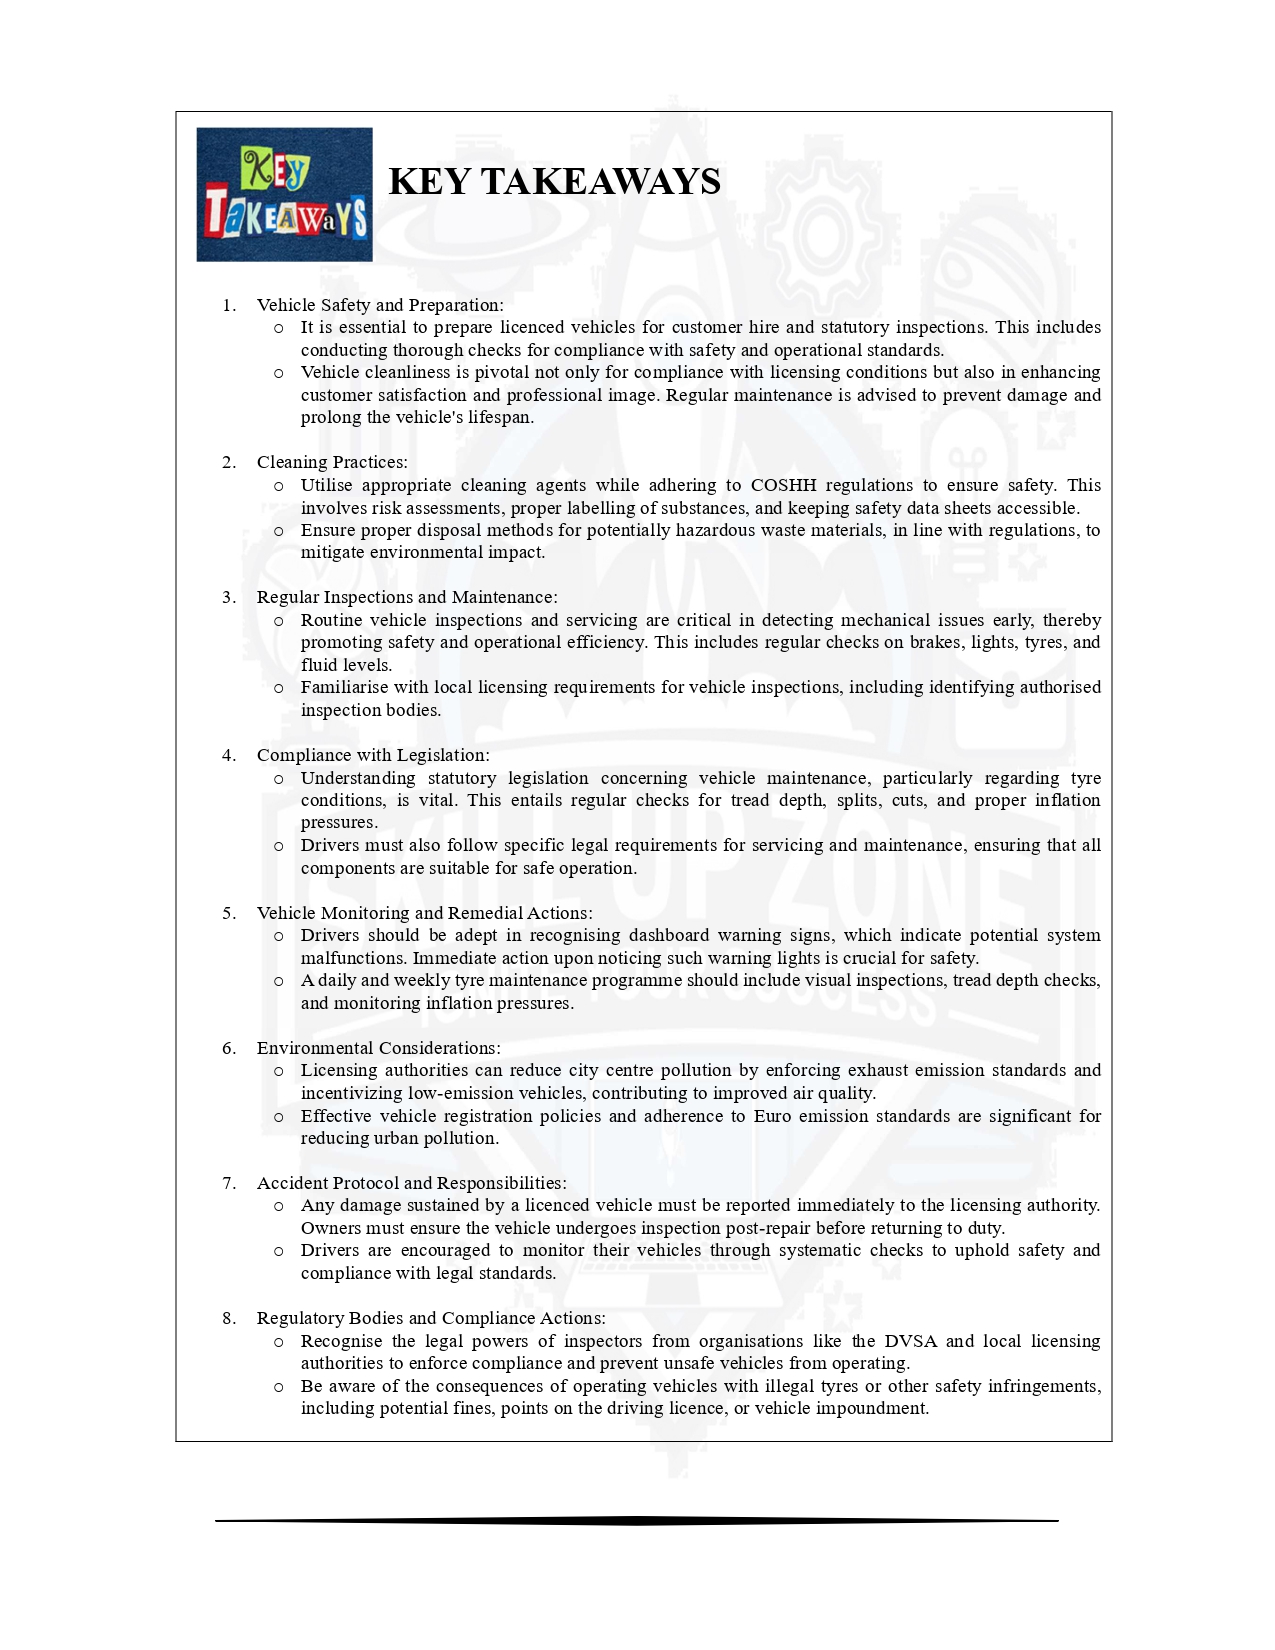 KEY
TAKEAWAYS
KEY TAKEAWAYS
1. Vehicle Safety and Preparation:
o It is essential to prepare licenced vehicles for customer hire and statutory inspections. This includes
conducting thorough checks for compliance with safety and operational standards.
o Vehicle cleanliness is pivotal not only for compliance with licensing conditions but also in enhancing
customer satisfaction and professional image. Regular maintenance is advised to prevent damage and
prolong the vehicle's lifespan.
2. Cleaning Practices:
o Utilise appropriate cleaning agents while adhering to COSHH regulations to ensure safety. This
involves risk assessments, proper labelling of substances, and keeping safety data sheets accessible.
o Ensure proper disposal methods for potentially hazardous waste materials, in line with regulations, to
mitigate environmental impact.
3. Regular Inspections and Maintenance:
o Routine vehicle inspections and servicing are critical in detecting mechanical issues early, thereby
promoting safety and operational efficiency. This includes regular checks on brakes, lights, tyres, and
fluid levels.
o Familiarise with local licensing requirements for vehicle inspections, including identifying authorised
inspection bodies.
4. Compliance with Legislation:
o Understanding statutory legislation concerning vehicle maintenance, particularly regarding tyre
conditions, is vital. This entails regular checks for tread depth, splits, cuts, and proper inflation
pressures.
o Drivers must also follow specific legal requirements for servicing and maintenance, ensuring that all
components are suitable for safe operation.
SKILL UP ZONE
5. Vehicle Monitoring and Remedial Actions:
o Drivers should be adept in recognising dashboard warning signs, which indicate potential system
malfunctions. Immediate action upon noticing such warning lights is crucial for safety.
o A daily and weekly tyre maintenance programme should include visual inspections, tread depth checks,
and monitoring inflation pressures.
IGNITE YOUR SUCCESS
6. Environmental Considerations:
o Licensing authorities can reduce city centre pollution by enforcing exhaust emission standards and
incentivizing low-emission vehicles, contributing to improved air quality.
o Effective vehicle registration policies and adherence to Euro emission standards are significant for
reducing urban pollution.
7. Accident Protocol and Responsibilities:
o Any damage sustained by a licenced vehicle must be reported immediately to the licensing authority.
Owners must ensure the vehicle undergoes inspection post-repair before returning to duty.
o Drivers are encouraged to monitor their vehicles through systematic checks to uphold safety and
compliance with legal standards.
8. Regulatory Bodies and Compliance Actions:
o Recognise the legal powers of inspectors from organisations like the DVSA and local licensing
authorities to enforce compliance and prevent unsafe vehicles from operating.
o Be aware of the consequences of operating vehicles with illegal tyres or other safety infringements,
including potential fines, points on the driving licence, or vehicle impoundment.